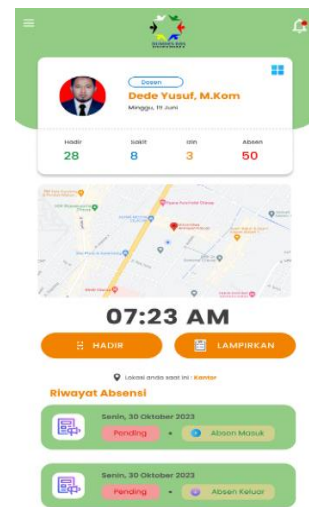 Dosen
Dede Yusuf, M.Kom
Minggu, 19 Juni
Hadir
Sakit
Izin
Absen
28
8
3
50
07:23 AM
HADIR
LAMPIRKAN
Lokasi anda saat ini : Kantor
Riwayat Absensi
Senin, 30 Oktober 2023
Pending
Absen Masuk
Senin, 30 Oktober 2023
Pending
Absen Keluar